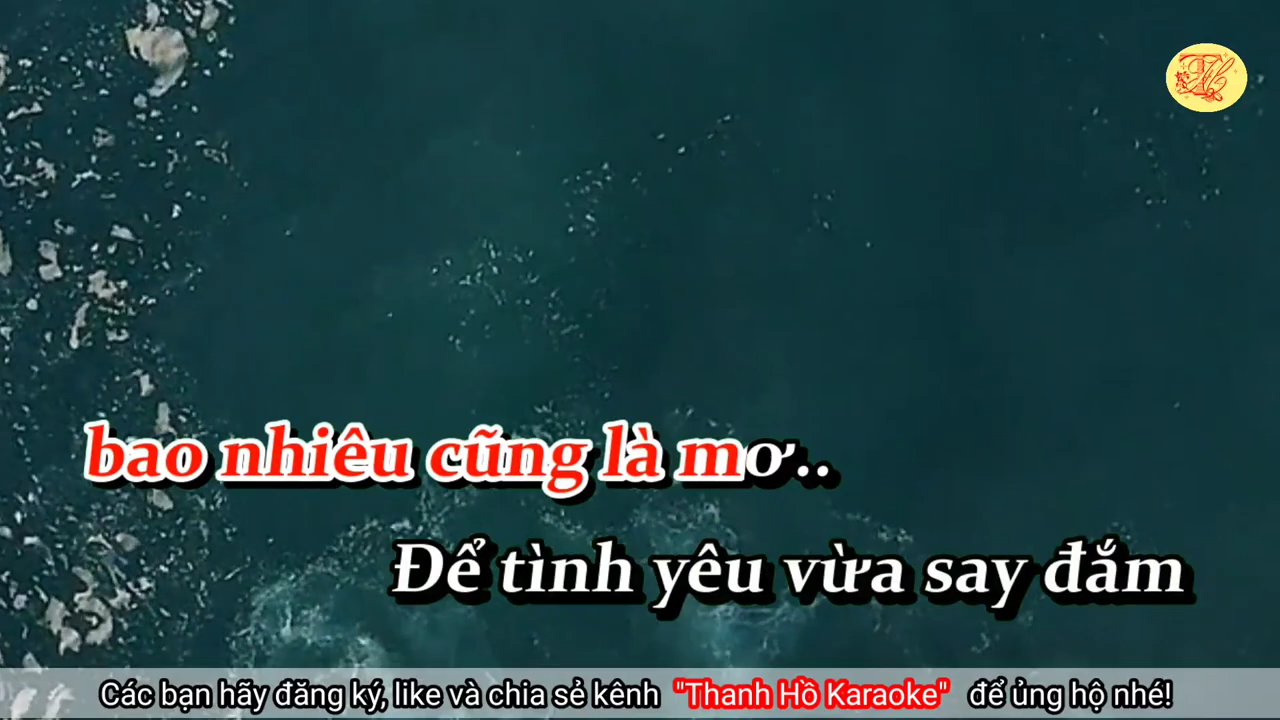 bao nhiêu cũng là mơ..
Để tình yêu vừa say đắm
Các bạn hãy đăng ký, like và chia sẻ kênh "Thanh Hồ Karaoke" để ủng hộ nhé!